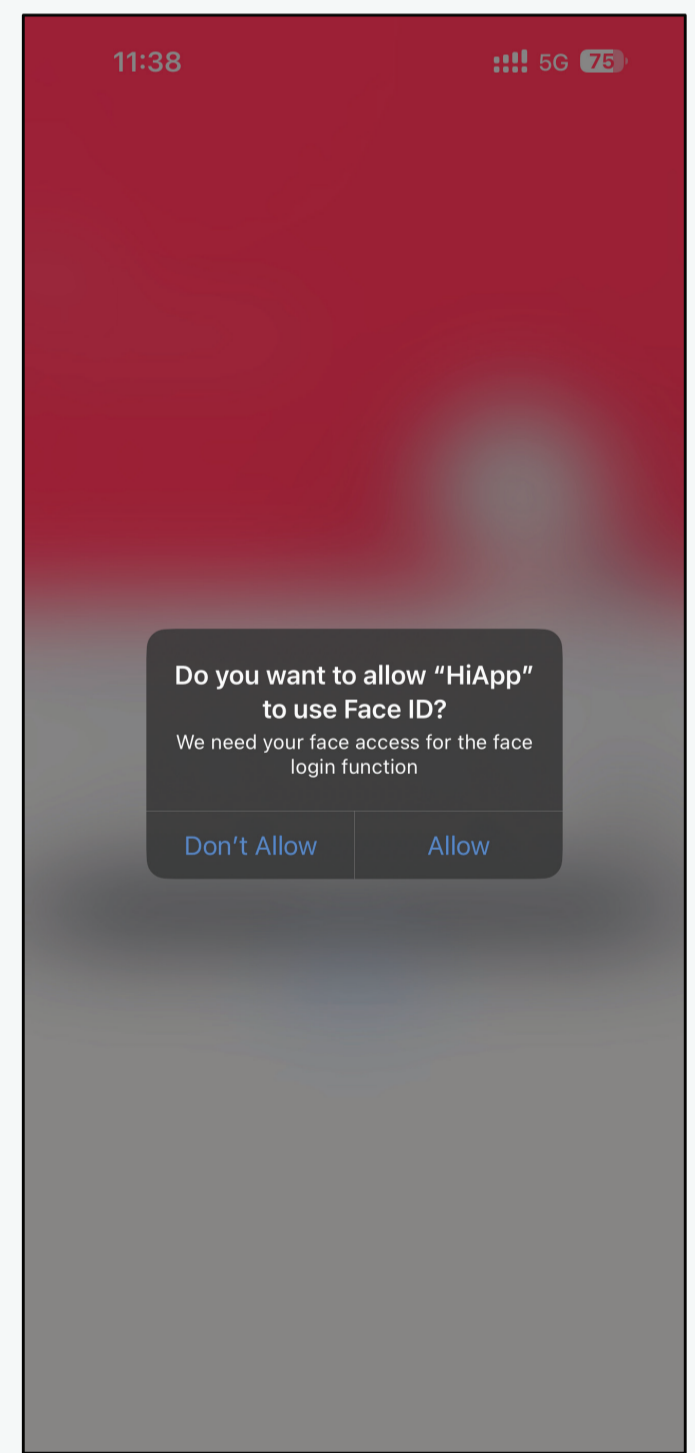 11:38 5G 75
Do you want to allow “HiApp”
to use Face ID?
We need your face access for the face
login function
Don’t Allow Allow